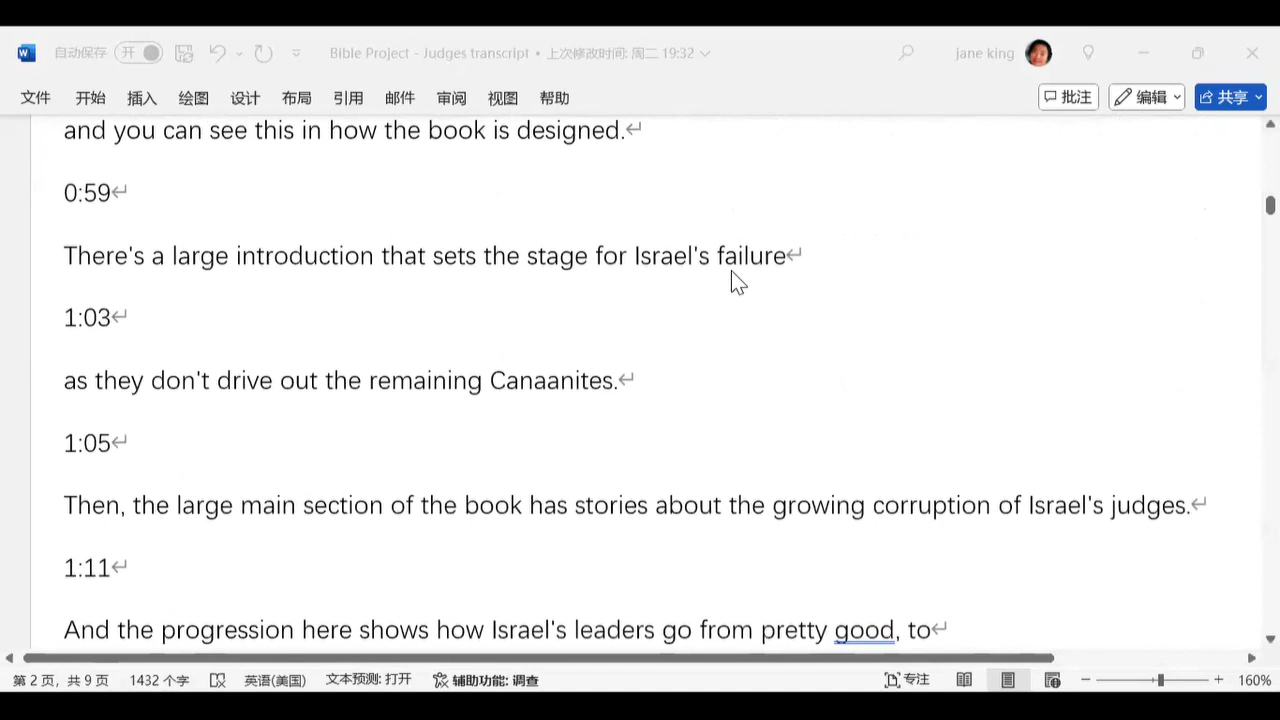 自动保存 开 Bible Project - Judges transcript • 上次修改时间: 周二 19:32 jane king
文件 开始 插入 绘图 设计 布局 引用 邮件 审阅 视图 帮助 批注 编辑 共享
and you can see this in how the book is designed.↵
0:59↵
There's a large introduction that sets the stage for Israel's failure↵
1:03↵
as they don't drive out the remaining Canaanites.↵
1:05↵
Then, the large main section of the book has stories about the growing corruption of Israel's judges.↵
1:11↵
And the progression here shows how Israel's leaders go from pretty good, to↵
第 2 页，共 9 页 1432 个字 英语(美国) 文本预测: 打开 辅助功能: 调查 专注 160%